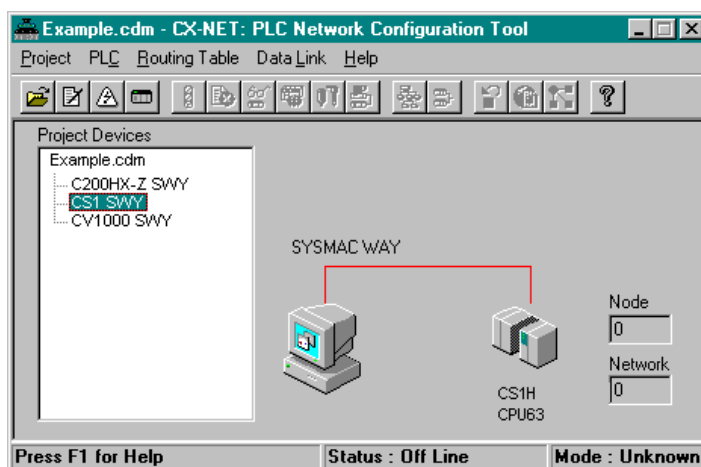 Example.cdm - CX-NET: PLC Network Configuration Tool
Project PLC Routing Table Data Link Help
Project Devices
Example.cdm
C200HX-Z SWY
CS1 SWY
CV1000 SWY
SYSMAC WAY
Node
0
Network
0
CS1H
CPU63
Press F1 for Help Status : Off Line Mode : Unknown